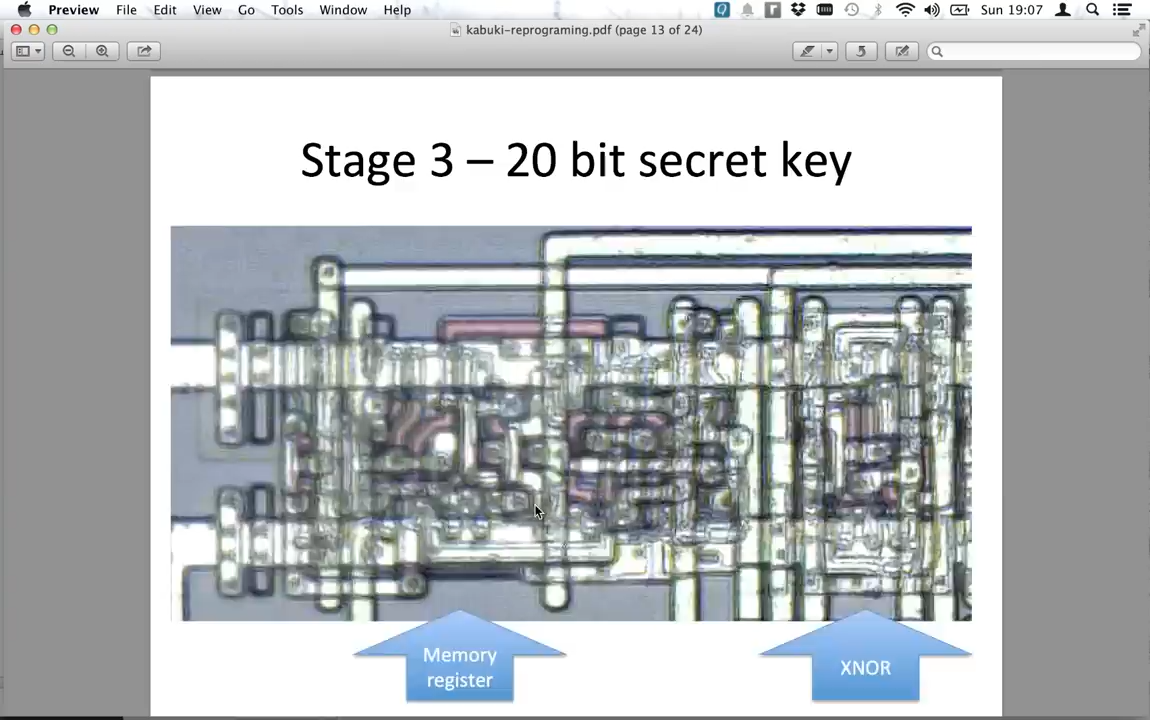 Preview File Edit View Go Tools Window Help Sun 19:07
kabuki-reprograming.pdf (page 13 of 24)
Stage 3 – 20 bit secret key
Memory
register
XNOR